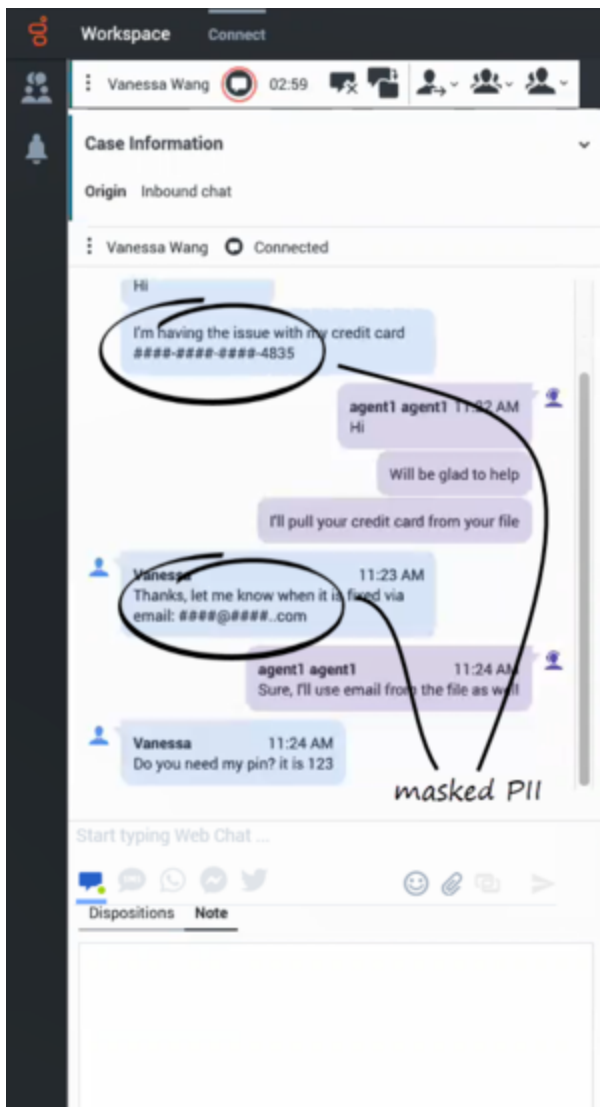 Workspace Connect
Vanessa Wang 02:59
Case Information
Origin Inbound chat
Vanessa Wang Connected
Hi
I'm having the issue with my credit card
####-####-####-4835
agent1 agent1 11:22 AM
Hi
Will be glad to help
I'll pull your credit card from your file
Vanessa 11:23 AM
Thanks, let me know when it is fixed via
email: ####@####..com
agent1 agent1 11:24 AM
Sure, I'll use email from the file as well
Vanessa 11:24 AM
Do you need my pin? it is 123
masked PII
Start typing Web Chat ...
Dispositions Note